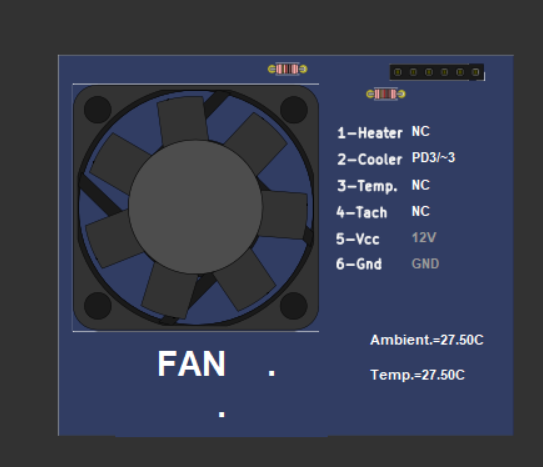 1-Heater NC
2-Cooler PD3/~3
3-Temp. NC
4-Tach NC
5-Vcc 12V
6-Gnd GND
Ambient.=27.50C
FAN .
Temp.=27.50C
.